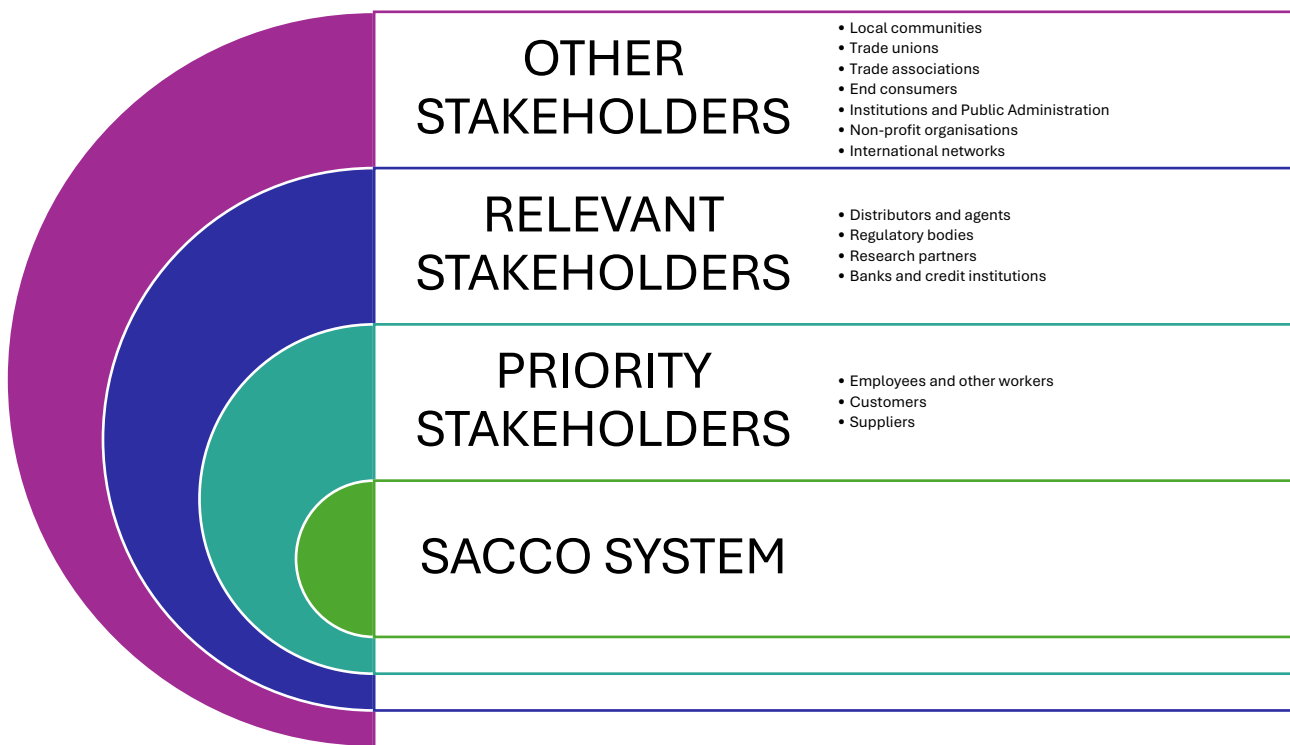 OTHER
STAKEHOLDERS
• Local communities
• Trade unions
• Trade associations
• End consumers
• Institutions and Public Administration
• Non-profit organisations
• International networks
RELEVANT
STAKEHOLDERS
• Distributors and agents
• Regulatory bodies
• Research partners
• Banks and credit institutions
PRIORITY
STAKEHOLDERS
• Employees and other workers
• Customers
• Suppliers
SACCO SYSTEM